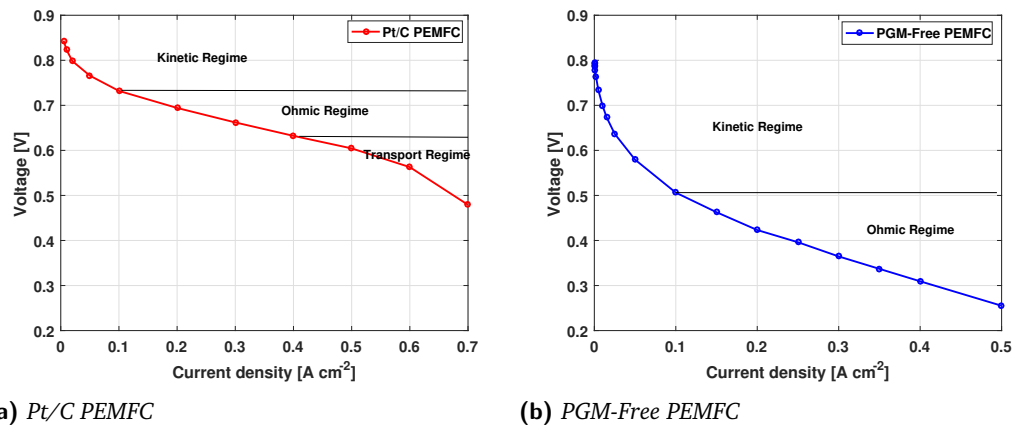 0.9
0.8
0.7
0.6
0.5
0.4
0.3
0.2
Voltage [V]
Pt/C PEMFC
Kinetic Regime
Ohmic Regime
Transport Regime
0 0.1 0.2 0.3 0.4 0.5 0.6 0.7
Current density [A cm-2]
a) Pt/C PEMFC
0.9
0.8
0.7
0.6
0.5
0.4
0.3
0.2
Voltage [V]
PGM-Free PEMFC
Kinetic Regime
Ohmic Regime
0 0.1 0.2 0.3 0.4 0.5
Current density [A cm-2]
(b) PGM-Free PEMFC